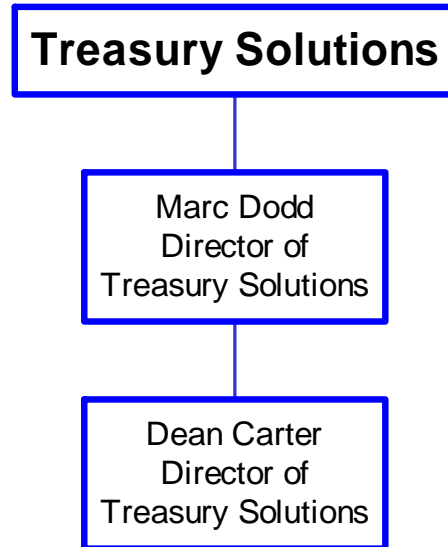 Treasury Solutions
Marc Dodd
Director of
Treasury Solutions
Dean Carter
Director of
Treasury Solutions